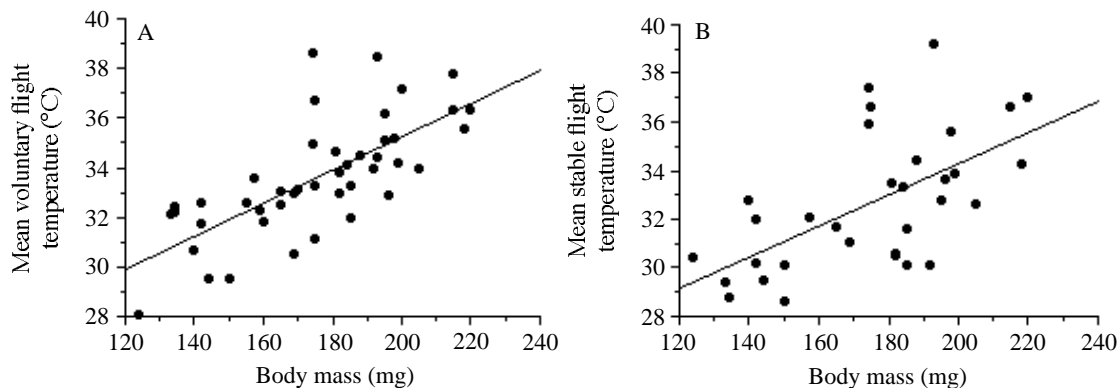 A
Mean voluntary flight
temperature (°C)
40
38
36
34
32
30
28
120 140 160 180 200 220 240
Body mass (mg)
B
Mean stable flight
temperature (°C)
40
38
36
34
32
30
28
120 140 160 180 200 220 240
Body mass (mg)